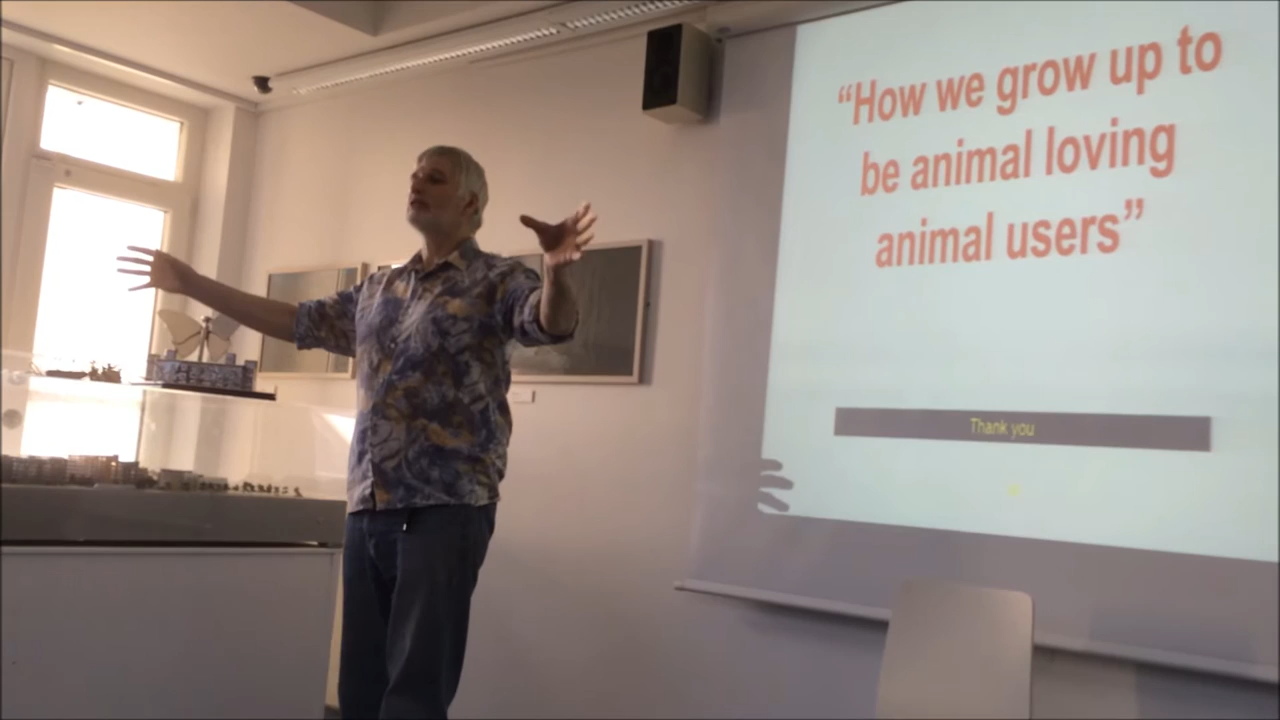 “How we grow up to
be animal loving
animal users”
Thank you